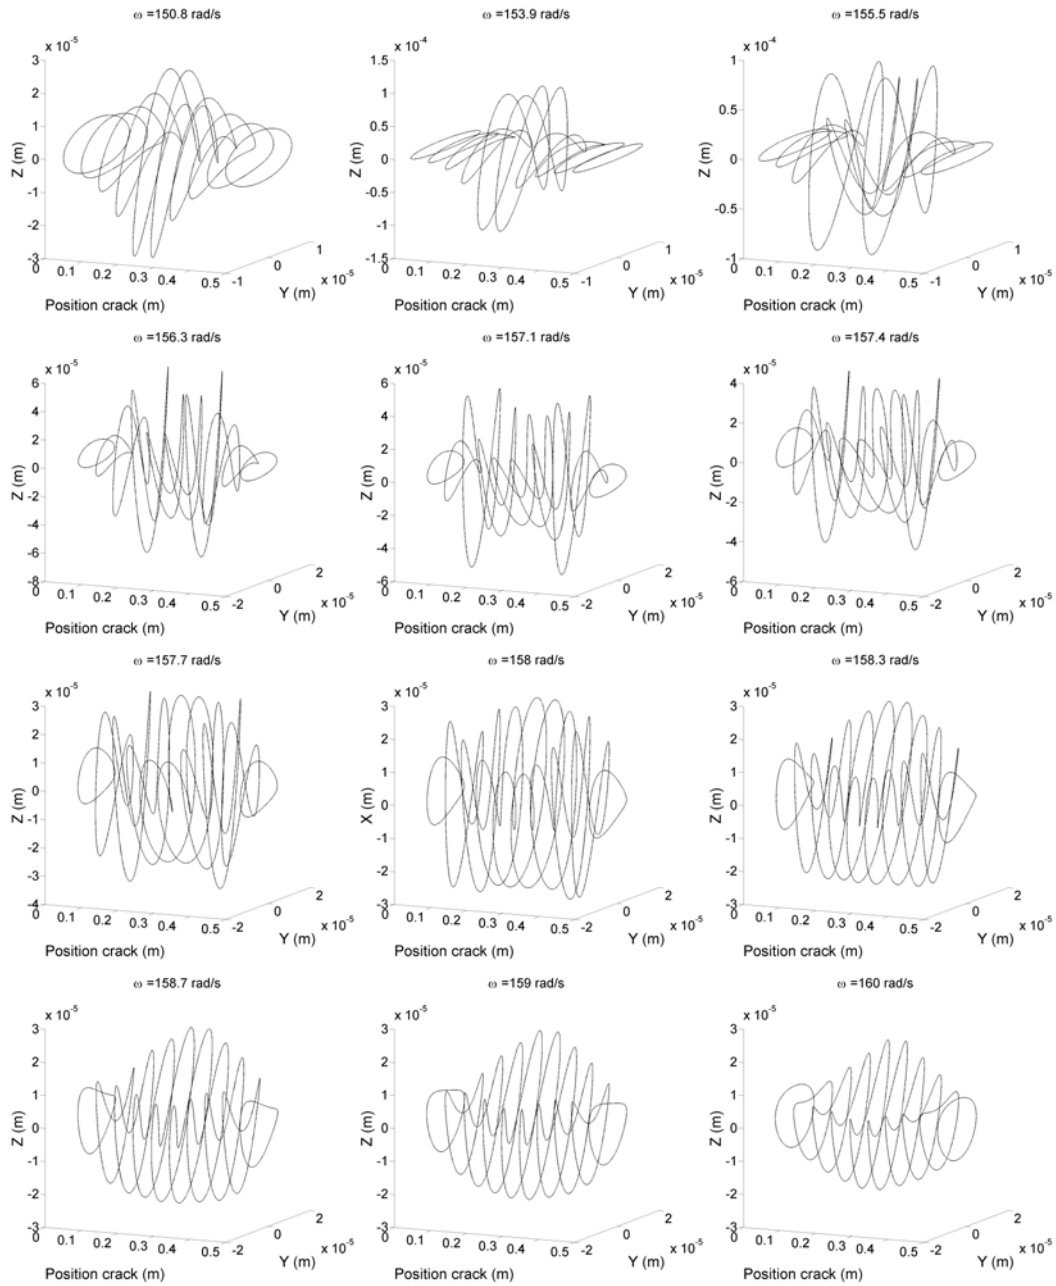 ω =150.8 rad/s
x 10-5
3
2
1
0
-1
-2
-3
Z (m)
0 0.1 0.2 0.3 0.4 0.5
Position crack (m)
-1 0 1
x 10-5
Y (m)
ω =153.9 rad/s
x 10-4
1.5
1
0.5
0
-0.5
-1
-1.5
Z (m)
0 0.1 0.2 0.3 0.4 0.5
Position crack (m)
-1 0 1
x 10-5
Y (m)
ω =155.5 rad/s
x 10-4
1
0.5
0
-0.5
-1
Z (m)
0 0.1 0.2 0.3 0.4 0.5
Position crack (m)
-1 0 1
x 10-5
Y (m)
ω =156.3 rad/s
x 10-5
6
4
2
0
-2
-4
-6
-8
Z (m)
0 0.1 0.2 0.3 0.4 0.5
Position crack (m)
-2 0 2
x 10-5
Y (m)
ω =157.1 rad/s
x 10-5
6
4
2
0
-2
-4
-6
Z (m)
0 0.1 0.2 0.3 0.4 0.5
Position crack (m)
-2 0 2
x 10-5
Y (m)
ω =157.4 rad/s
x 10-5
4
2
0
-2
-4
-6
Z (m)
0 0.1 0.2 0.3 0.4 0.5
Position crack (m)
-2 0 2
x 10-5
Y (m)
ω =157.7 rad/s
x 10-5
3
2
1
0
-1
-2
-3
-4
Z (m)
0 0.1 0.2 0.3 0.4 0.5
Position crack (m)
-2 0 2
x 10-5
Y (m)
ω =158 rad/s
x 10-5
3
2
1
0
-1
-2
-3
X (m)
0 0.1 0.2 0.3 0.4 0.5
Position crack (m)
-2 0 2
x 10-5
Y (m)
ω =158.3 rad/s
x 10-5
3
2
1
0
-1
-2
-3
Z (m)
0 0.1 0.2 0.3 0.4 0.5
Position crack (m)
-2 0 2
x 10-5
Y (m)
ω =158.7 rad/s
x 10-5
3
2
1
0
-1
-2
-3
Z (m)
0 0.1 0.2 0.3 0.4 0.5
Position crack (m)
-2 0 2
x 10-5
Y (m)
ω =159 rad/s
x 10-5
3
2
1
0
-1
-2
-3
Z (m)
0 0.1 0.2 0.3 0.4 0.5
Position crack (m)
-2 0 2
x 10-5
Y (m)
ω =160 rad/s
x 10-5
3
2
1
0
-1
-2
-3
Z (m)
0 0.1 0.2 0.3 0.4 0.5
Position crack (m)
-2 0 2
x 10-5
Y (m)